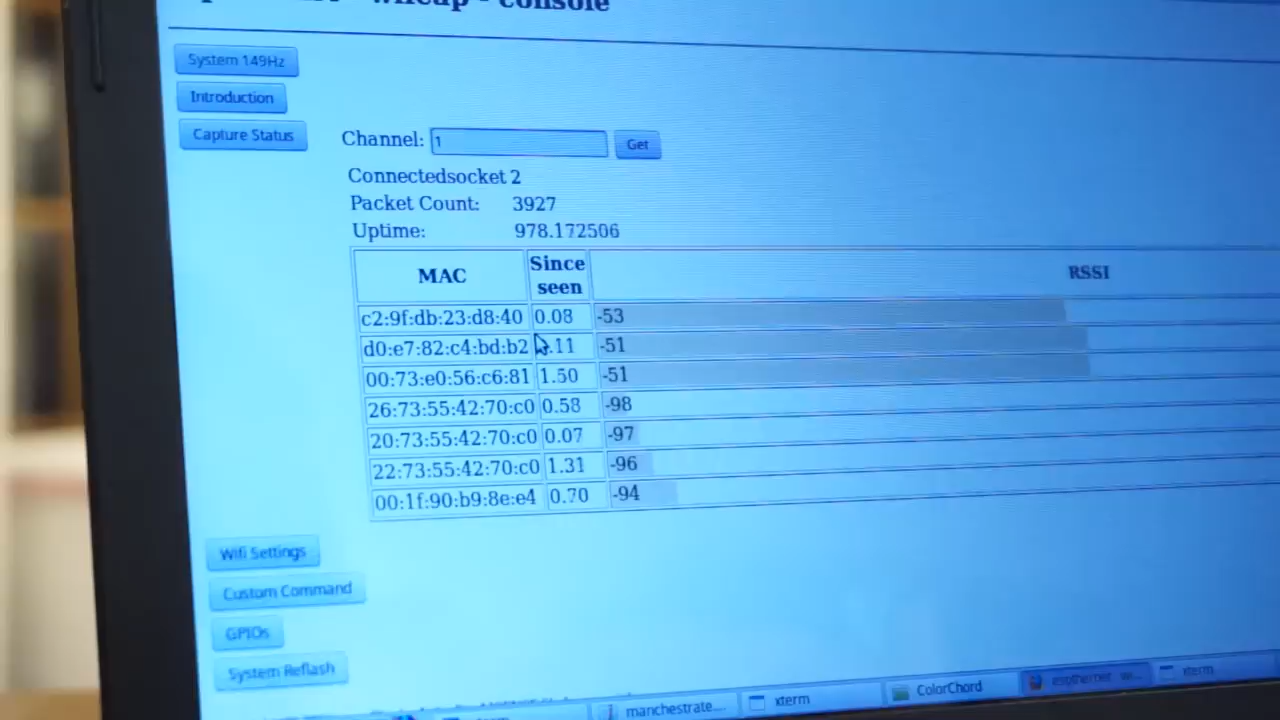 - console
System 149Hz
Introduction
Capture Status
Channel: 1 Get
Connectedsocket 2
Packet Count: 3927
Uptime: 978.172506
MAC Since seen RSSI
c2:9f:db:23:d8:40 0.08 -53
d0:e7:82:c4:bd:b2 .11 -51
00:73:e0:56:c6:81 1.50 -51
26:73:55:42:70:c0 0.58 -98
20:73:55:42:70:c0 0.07 -97
22:73:55:42:70:c0 1.31 -96
00:1f:90:b9:8e:e4 0.70 -94
Wifi Settings
Custom Command
GPIOs
System Reflash
manchestrate... xterm ColorChord xterm